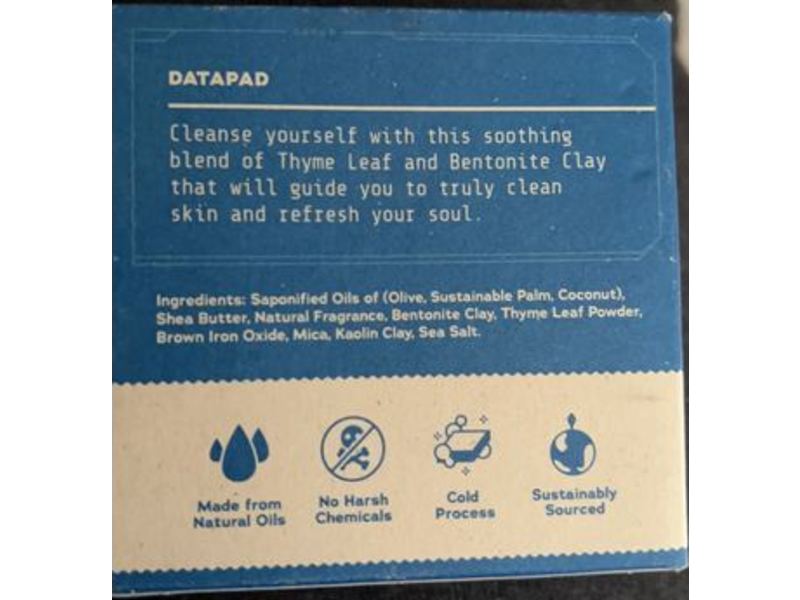 DATAPAD
Cleanse yourself with this soothing
blend of Thyme Leaf and Bentonite Clay
that will guide you to truly clean
skin and refresh your soul.
Ingredients: Saponified Oils of (Olive, Sustainable Palm, Coconut),
Shea Butter, Natural Fragrance, Bentonite Clay, Thyme Leaf Powder,
Brown Iron Oxide, Mica, Kaolin Clay, Sea Salt.
Made from
Natural Oils
No Harsh
Chemicals
Cold
Process
Sustainably
Sourced